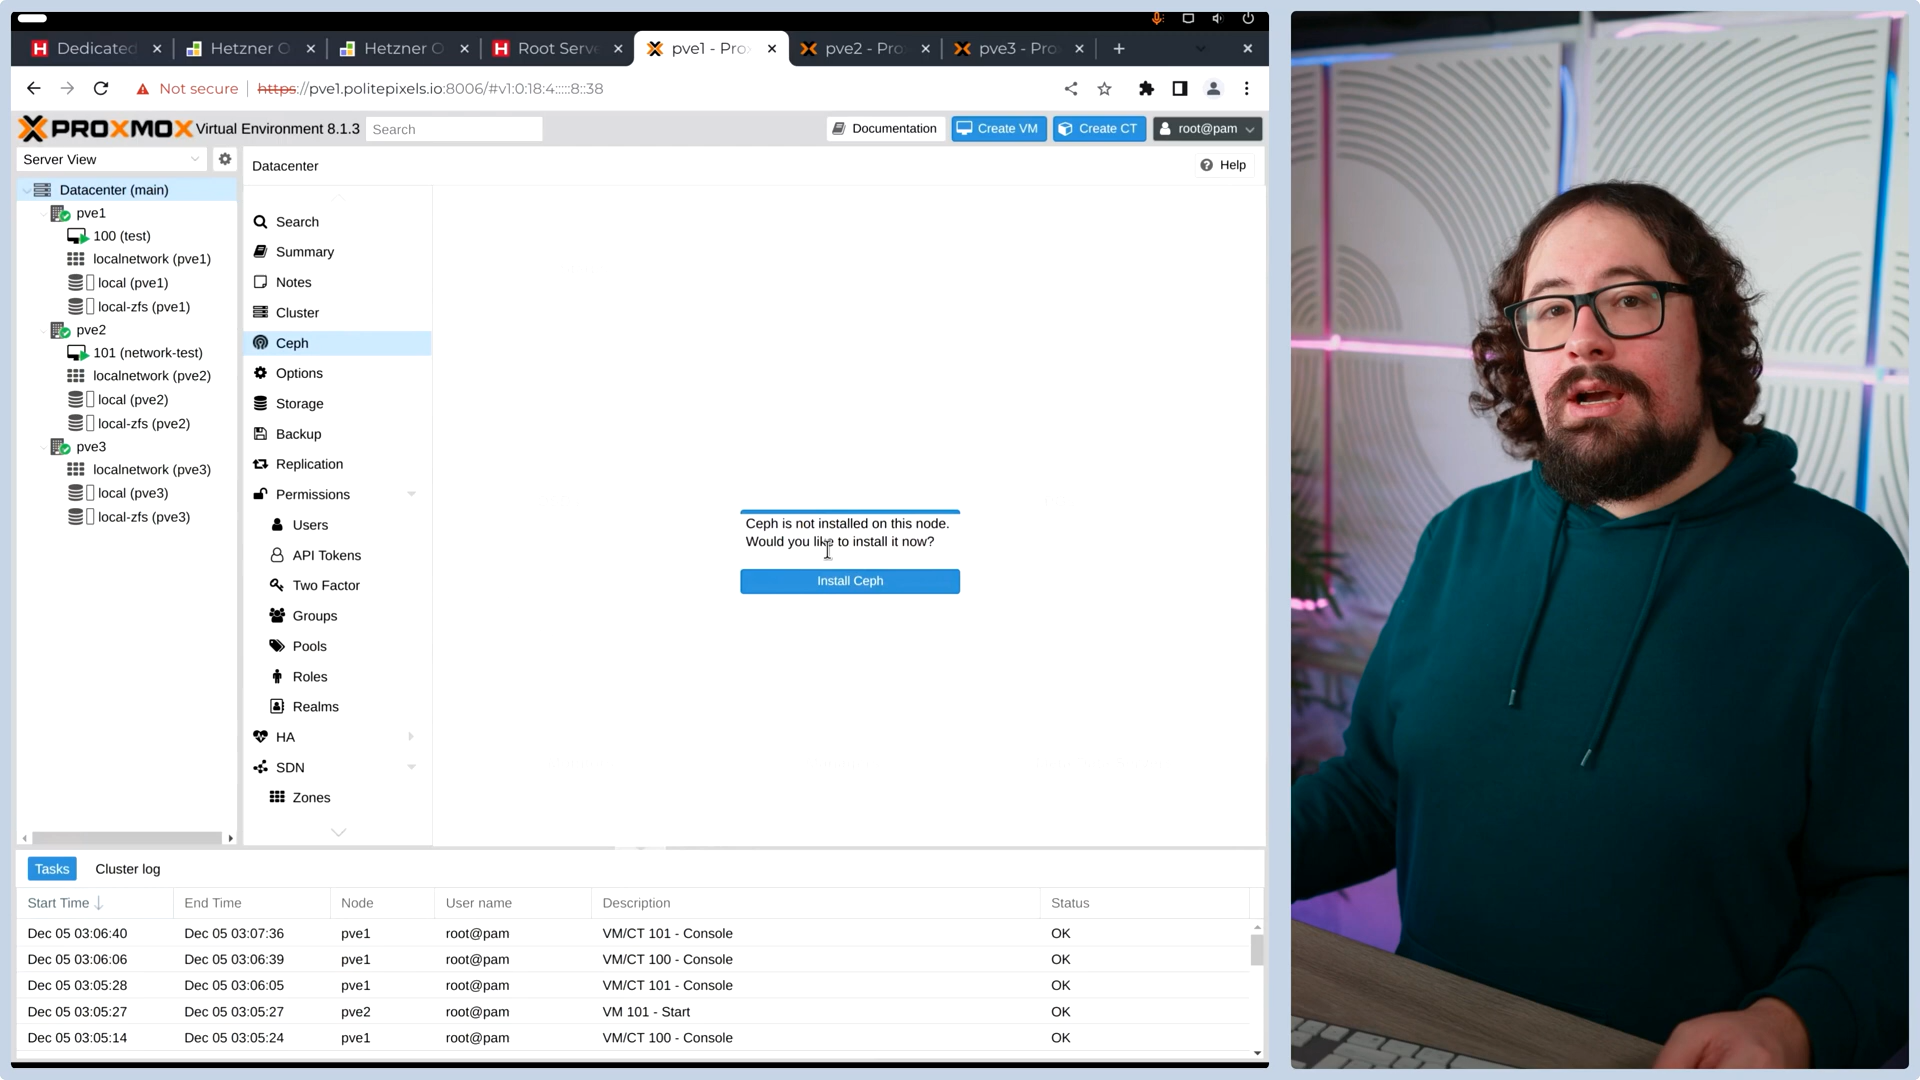 Dedicated
Hetzner O
Hetzner O
Root Serve
pve1 - Pro
pve2 - Pro
pve3 - Pro
Not secure
https://pve1.politepixels.io:8006/#v1:0:18:4:::::8::38
PROXMOX Virtual Environment 8.1.3
Search
Documentation
Create VM
Create CT
root@pam
Server View
Datacenter
Help
Datacenter (main)
pve1
100 (test)
localnetwork (pve1)
local (pve1)
local-zfs (pve1)
pve2
101 (network-test)
localnetwork (pve2)
local (pve2)
local-zfs (pve2)
pve3
localnetwork (pve3)
local (pve3)
local-zfs (pve3)
Search
Summary
Notes
Cluster
Ceph
Options
Storage
Backup
Replication
Permissions
Users
API Tokens
Two Factor
Groups
Pools
Roles
Realms
HA
SDN
Zones
Ceph is not installed on this node.
Would you like to install it now?
Install Ceph
Tasks
Cluster log
Start Time End Time Node User name Description Status
Dec 05 03:06:40 Dec 05 03:07:36 pve1 root@pam VM/CT 101 - Console OK
Dec 05 03:06:06 Dec 05 03:06:39 pve1 root@pam VM/CT 100 - Console OK
Dec 05 03:05:28 Dec 05 03:06:05 pve1 root@pam VM/CT 101 - Console OK
Dec 05 03:05:27 Dec 05 03:05:27 pve2 root@pam VM 101 - Start OK
Dec 05 03:05:14 Dec 05 03:05:24 pve1 root@pam VM/CT 100 - Console OK